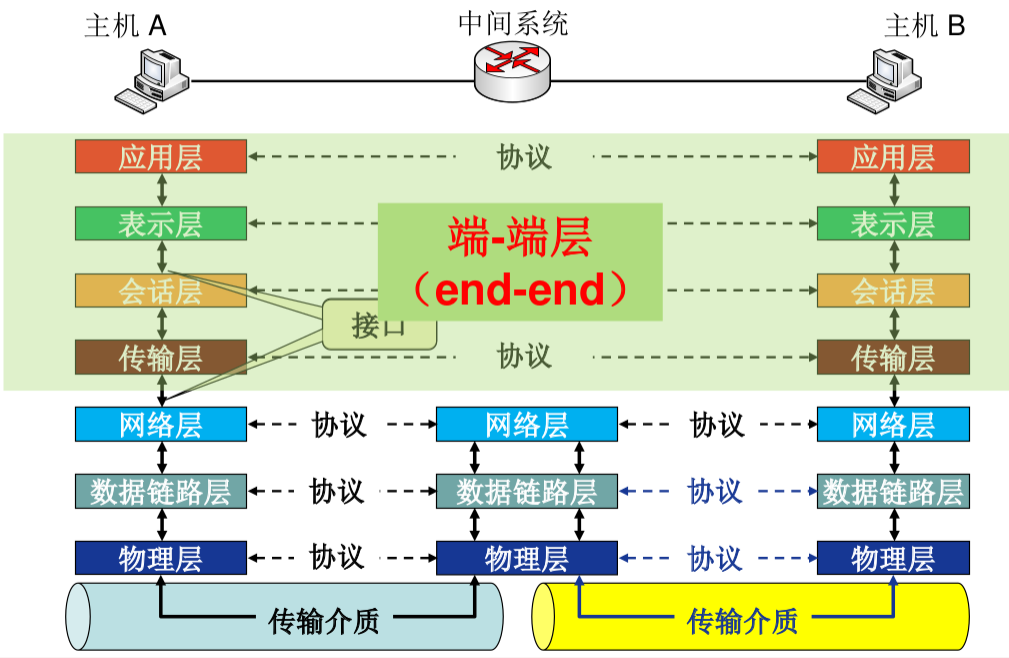 主机 A
中间系统
主机 B
应用层
协议
应用层
表示层
端-端层
表示层
（end-end）
会话层
会话层
接口
传输层
协议
传输层
网络层
协议
网络层
协议
网络层
数据链路层
协议
数据链路层
协议
数据链路层
物理层
协议
物理层
协议
物理层
传输介质
传输介质